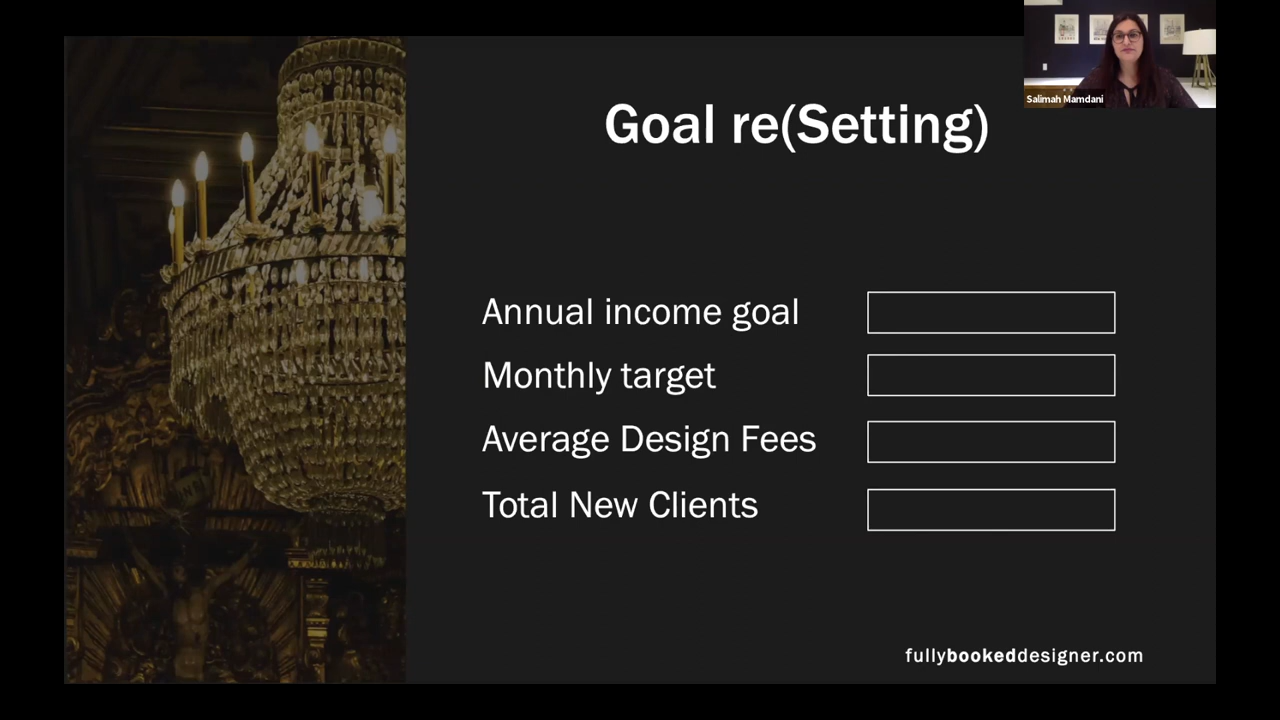 Salimah Mamdani
Goal re(Setting)
Annual income goal
Monthly target
Average Design Fees
Total New Clients
fullybookeddesigner.com